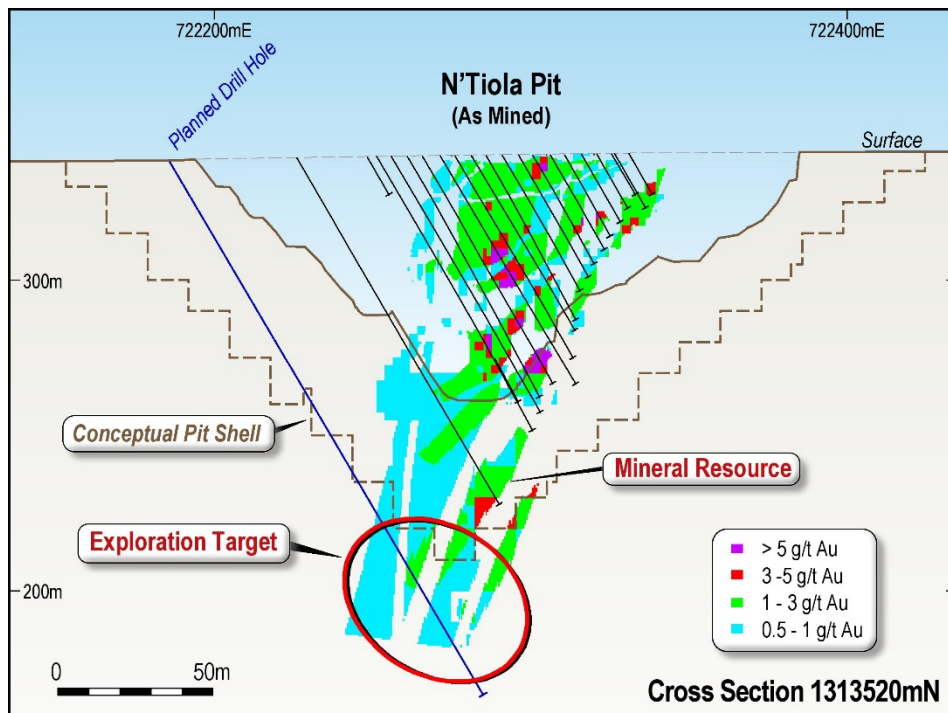 722200mE
722400mE
Planned Drill Hole
N'Tiola Pit
(As Mined)
Surface
300m
Conceptual Pit Shell
Mineral Resource
Exploration Target
> 5 g/t Au
3 -5 g/t Au
1 - 3 g/t Au
0.5 - 1 g/t Au
200m
0
50m
Cross Section 1313520mN